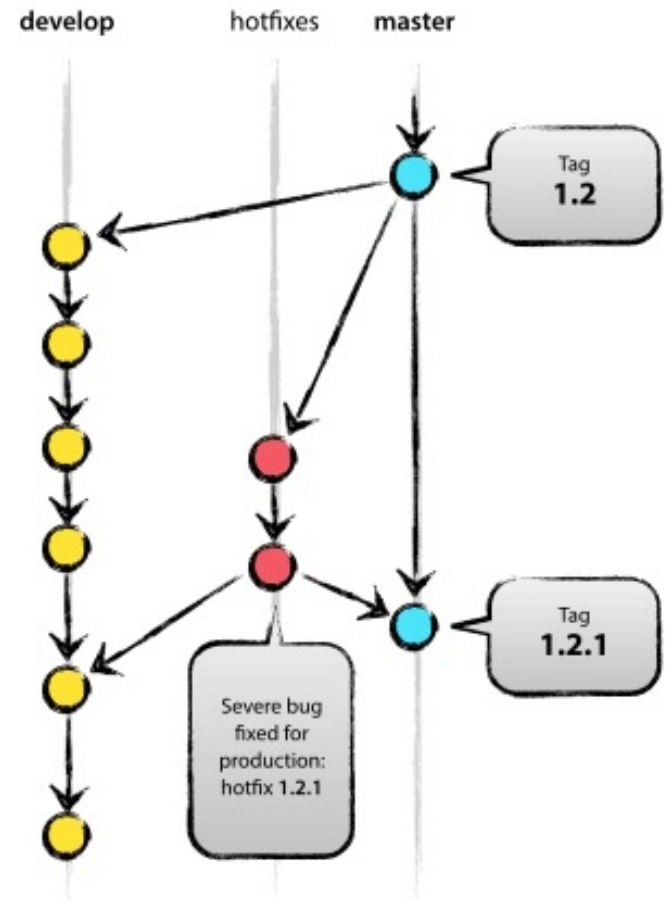 develop
hotfixes
master
Tag
1.2
Tag
1.2.1
Severe bug
fixed for
production:
hotfix 1.2.1